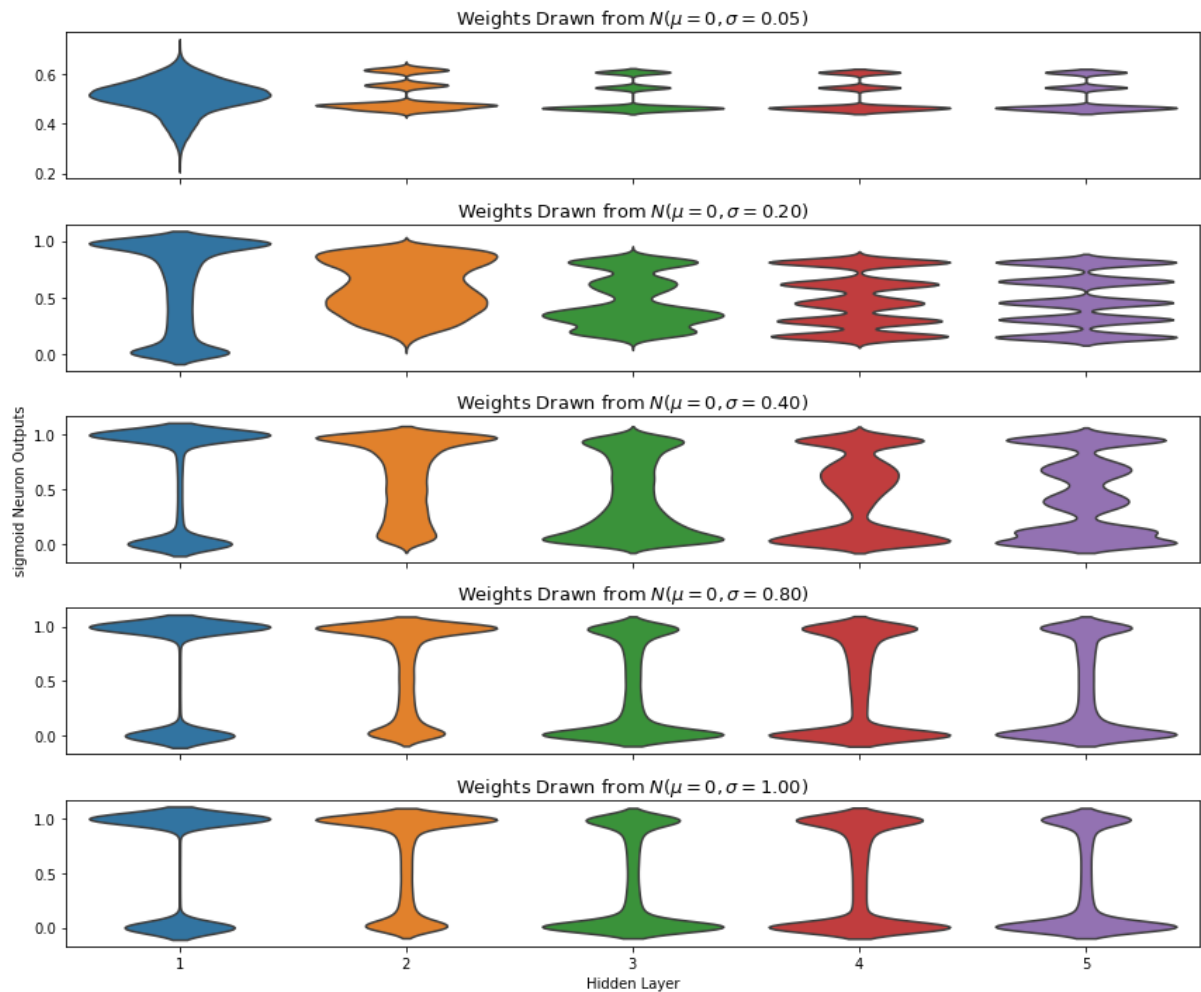 Weights Drawn from N(μ = 0, σ = 0.05)
0.6
0.4
0.2
Weights Drawn from N(μ = 0, σ = 0.20)
1.0
0.5
0.0
Weights Drawn from N(μ = 0, σ = 0.40)
1.0
0.5
0.0
sigmoid Neuron Outputs
Weights Drawn from N(μ = 0, σ = 0.80)
1.0
0.5
0.0
Weights Drawn from N(μ = 0, σ = 1.00)
1.0
0.5
0.0
1 2 3 4 5
Hidden Layer